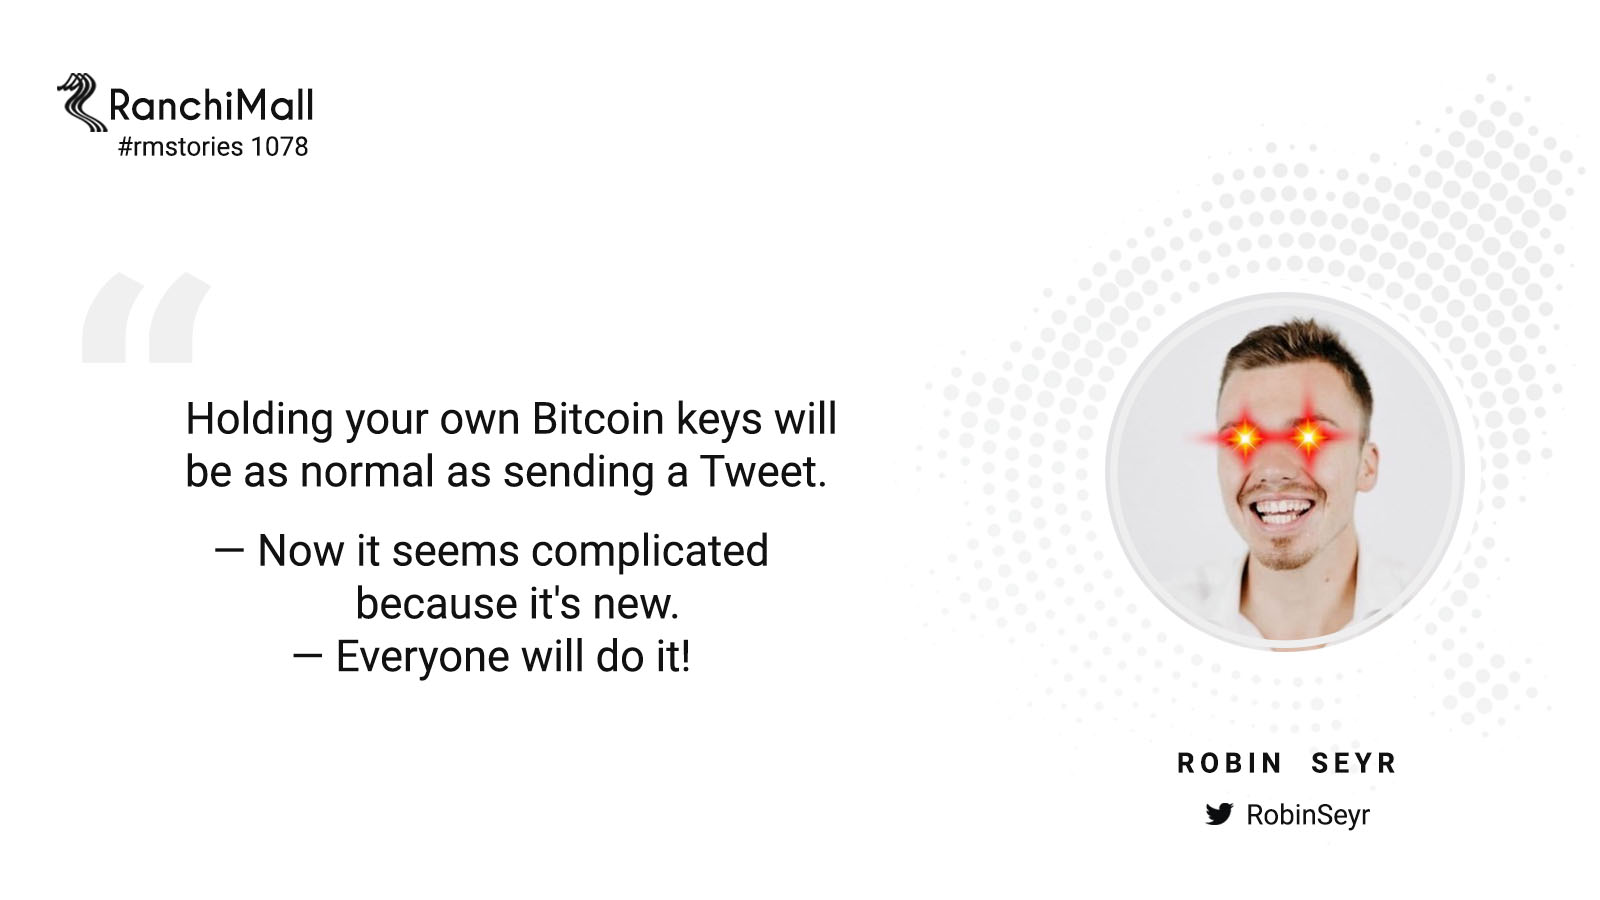 RanchiMall
#rmstories 1078
“
Holding your own Bitcoin keys will
be as normal as sending a Tweet.
— Now it seems complicated
because it's new.
— Everyone will do it!
ROBIN SEYR
RobinSeyr